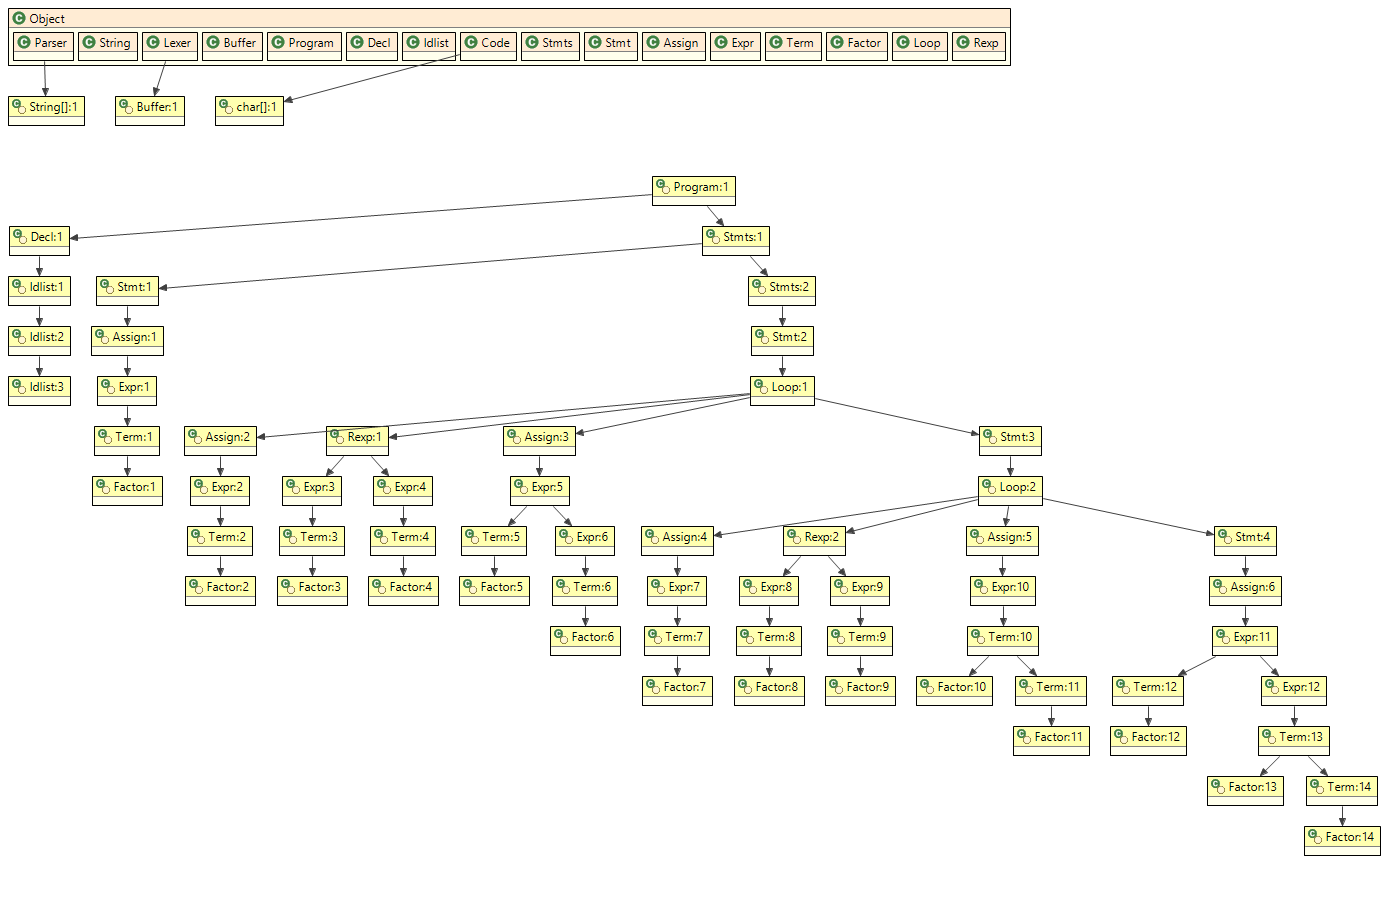 Object
Parser String Lexer Buffer Program Decl Idlist Code Stmts Stmt Assign Expr Term Factor Loop Rexp
String[]:1 Buffer:1 char[]:1
Program:1
Decl:1 Stmts:1
Idlist:1 Stmt:1 Stmts:2
Idlist:2 Assign:1 Stmt:2
Idlist:3 Expr:1 Loop:1
Term:1 Assign:2 Rexp:1 Assign:3 Stmt:3
Factor:1 Expr:2 Expr:3 Expr:4 Expr:5 Loop:2
Term:2 Term:3 Term:4 Term:5 Expr:6 Assign:4 Rexp:2 Assign:5 Stmt:4
Factor:2 Factor:3 Factor:4 Factor:5 Term:6 Expr:7 Expr:8 Expr:9 Expr:10 Assign:6
Factor:6 Term:7 Term:8 Term:9 Term:10 Expr:11
Factor:7 Factor:8 Factor:9 Factor:10 Term:11 Term:12 Expr:12
Factor:11 Factor:12 Term:13
Factor:13 Term:14
Factor:14